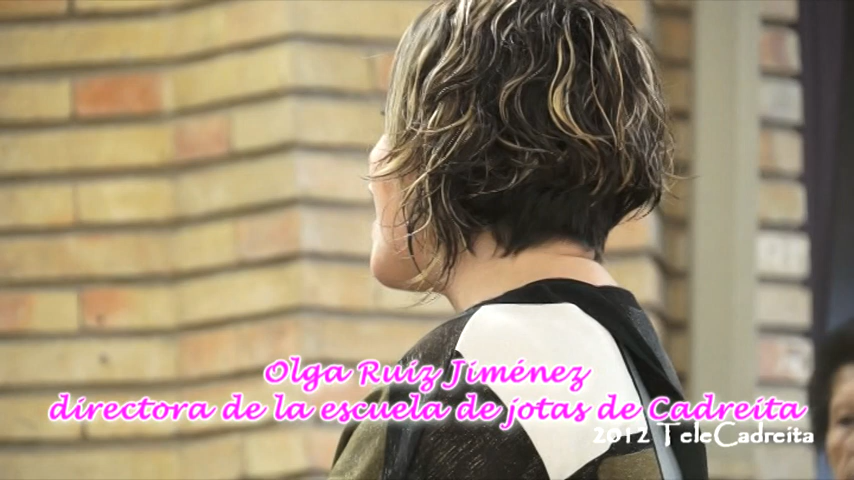 Olga Ruiz Jiménez
directora de la escuela de jotas de Cadreita
2012 TeleCadreita